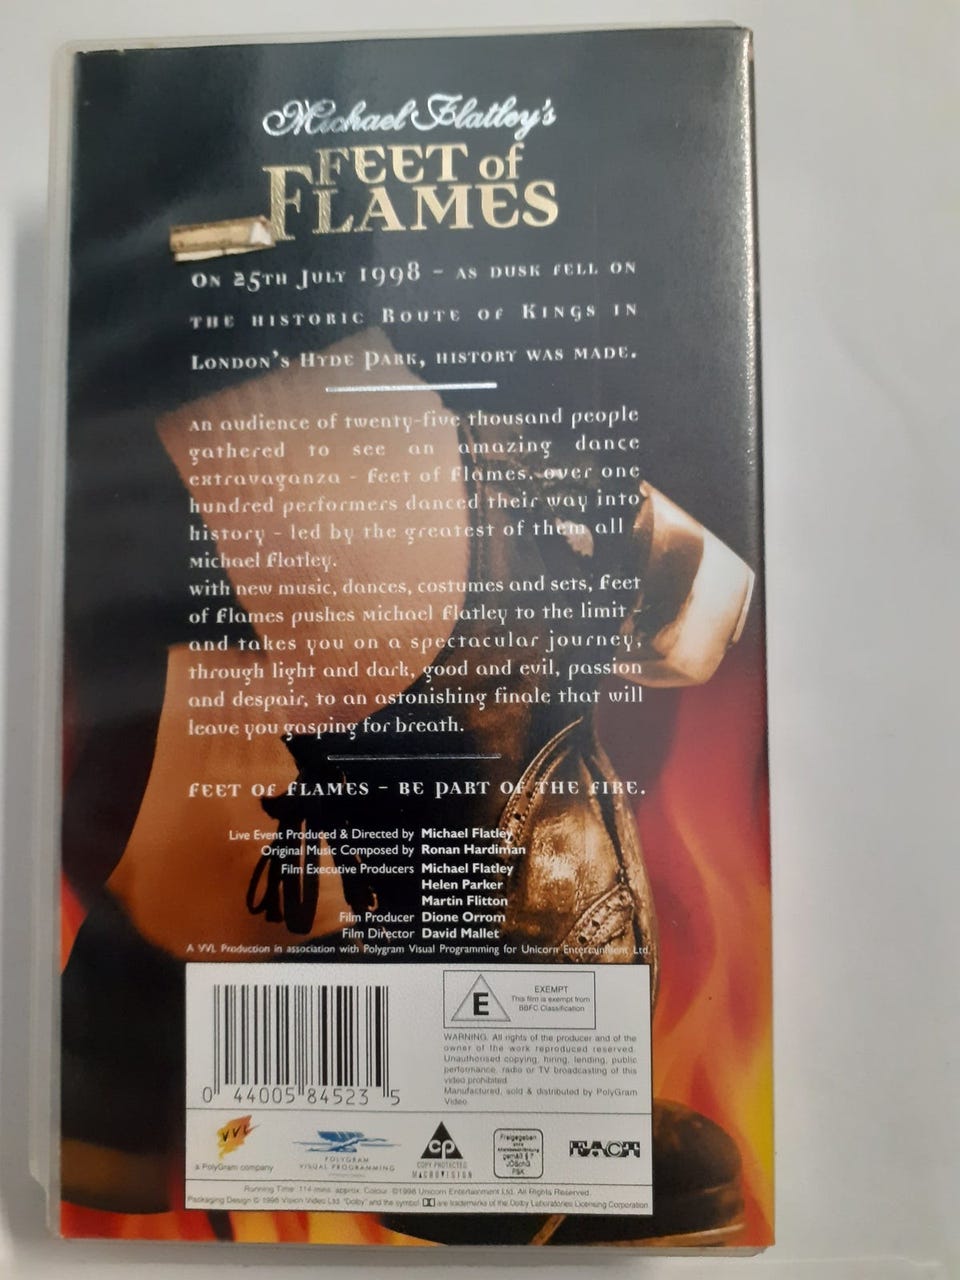 Michael Flatley's
FEET of
FLAMES
ON 25TH JULY 1998 - AS DUSK FELL ON
THE HISTORIC ROUTE OF KINGS IN
LONDON'S HYDE PARK, HISTORY WAS MADE.
An audience of twenty-five thousand people
gathered to see an amazing dance
extravaganza - feet of flames, over one
hundred performers danced their way into
history - led by the greatest of them all -
Michael Flatley.
with new music, dances, costumes and sets, Feet
of Flames pushes Michael Flatley to the limit -
and takes you on a spectacular journey,
through light and dark, good and evil, passion
and despair, to an astonishing finale that will
leave you gasping for breath.
FEET OF FLAMES - BE PART OF THE FIRE.
Live Event Produced & Directed by Michael Flatley
Original Music Composed by Ronan Hardiman
Film Executive Producers Michael Flatley
Helen Parker
Martin Flitton
Film Producer Dione Orrom
Film Director David Mallet
A VVL Production in association with Polygram Visual Programming for Unicorn Entertainment Ltd.
E
EXEMPT
This film is exempt from
BBFC Classification
WARNING. All rights of the producer and of the
owner of the work reproduced reserved.
Unauthorised copying, hiring, lending, public
performance, radio or TV broadcasting of this
video prohibited.
Manufactured, sold & distributed by PolyGram
Video.
0 44005 84523 5
VVL
a PolyGram company
POLYGRAM
VISUAL PROGRAMMING
CP
COPY PROTECTED
MACROVISION
Freigegeben
ohne
Altersbeschränkung
gemäß § 7
JÖSchG
FSK
FACT
Running Time: 114 mins. approx. Colour. ©1998 Unicorn Entertainment Ltd. All Rights Reserved.
Packaging Design © 1998 Vision Video Ltd. "Dolby" and the symbol are trademarks of the Dolby Laboratories Licensing Corporation.